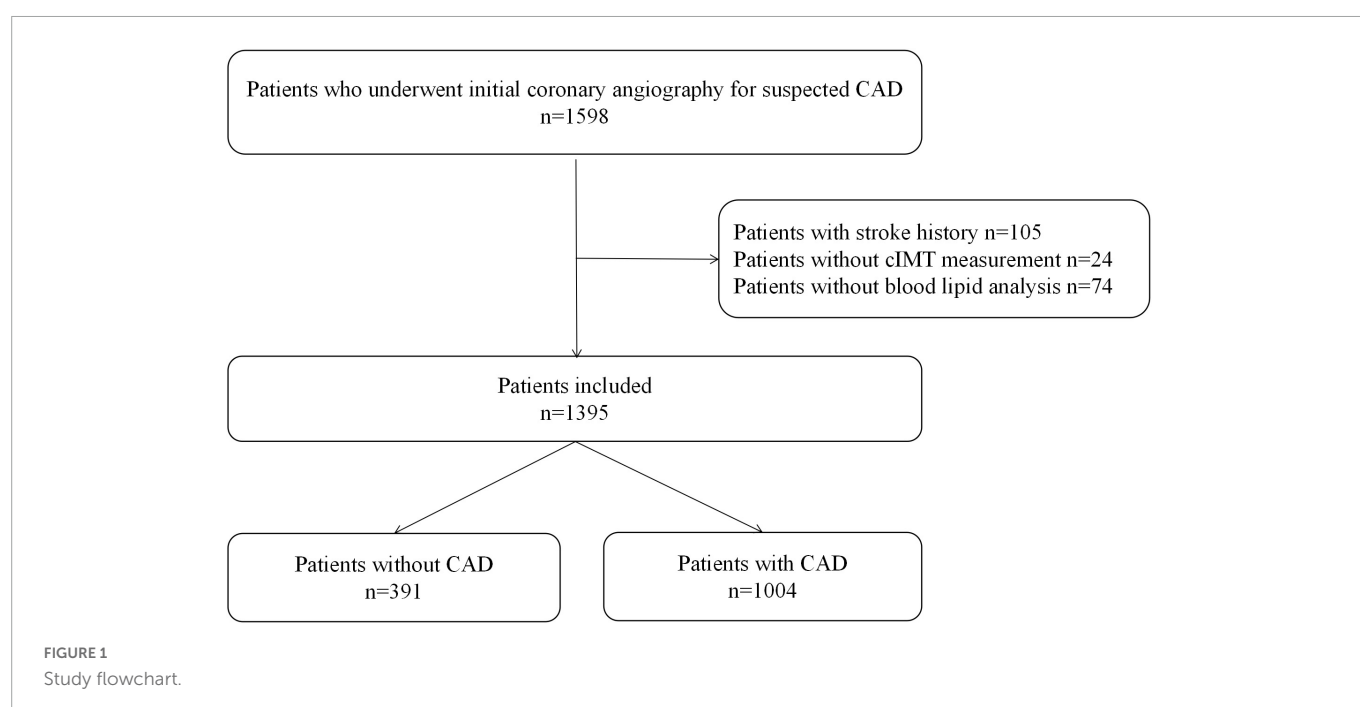 Patients who underwent initial coronary angiography for suspected CAD
n=1598
Patients with stroke history n=105
Patients without cIMT measurement n=24
Patients without blood lipid analysis n=74
Patients included
n=1395
Patients without CAD
n=391
Patients with CAD
n=1004
FIGURE 1
Study flowchart.